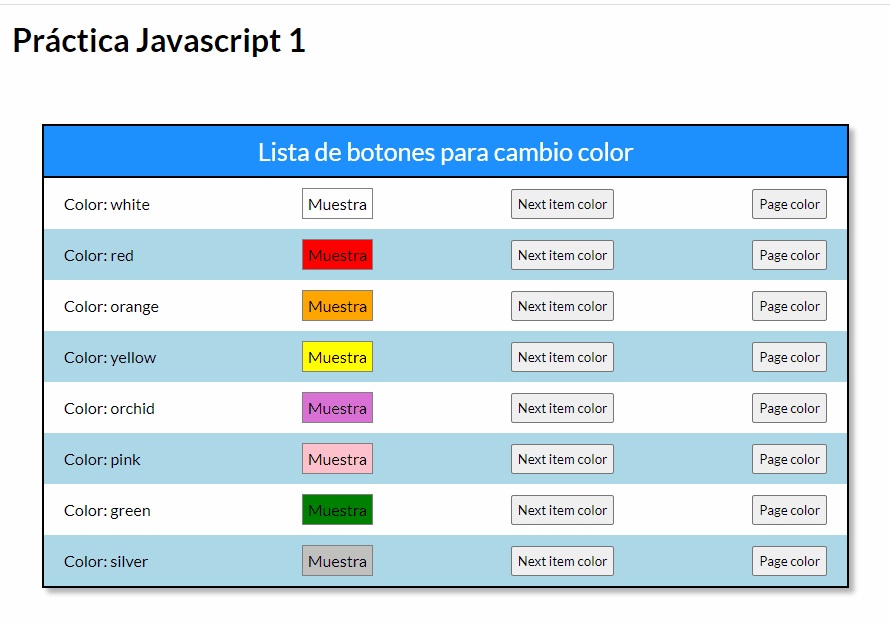 Práctica Javascript 1
Lista de botones para cambio color
Color: white Muestra Next item color Page color
Color: red Muestra Next item color Page color
Color: orange Muestra Next item color Page color
Color: yellow Muestra Next item color Page color
Color: orchid Muestra Next item color Page color
Color: pink Muestra Next item color Page color
Color: green Muestra Next item color Page color
Color: silver Muestra Next item color Page color